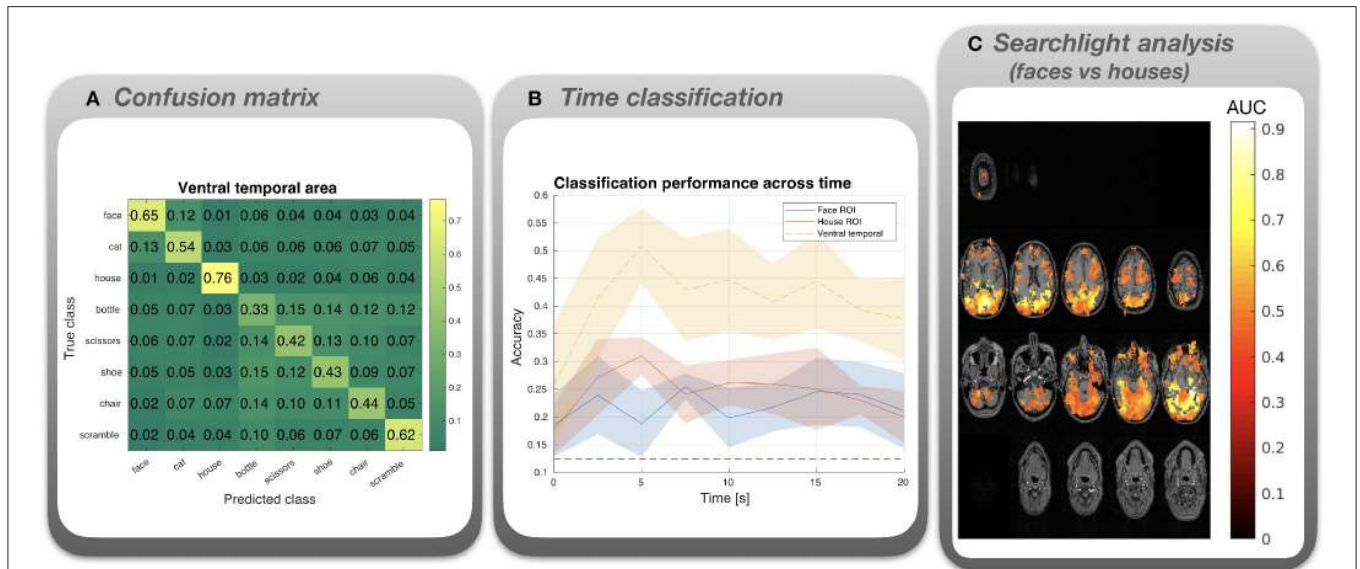 A Confusion matrix
Ventral temporal area
True class
face 0.65 0.12 0.01 0.06 0.04 0.04 0.03 0.04
cat 0.13 0.54 0.03 0.06 0.06 0.06 0.07 0.05
house 0.01 0.02 0.76 0.03 0.02 0.04 0.06 0.04
bottle 0.05 0.07 0.03 0.33 0.15 0.14 0.12 0.12
scissors 0.06 0.07 0.02 0.14 0.42 0.13 0.10 0.07
shoe 0.05 0.05 0.03 0.15 0.12 0.43 0.09 0.07
chair 0.02 0.07 0.07 0.14 0.10 0.11 0.44 0.05
scramble 0.02 0.04 0.04 0.10 0.06 0.07 0.06 0.62
face cat house bottle scissors shoe chair scramble
Predicted class
0.7
0.6
0.5
0.4
0.3
0.2
0.1
B Time classification
Classification performance across time
Face ROI
House ROI
Ventral temporal
Accuracy
0.6
0.55
0.5
0.45
0.4
0.35
0.3
0.25
0.2
0.15
0.1
0 5 10 15 20
Time [s]
C Searchlight analysis
(faces vs houses)
AUC
0.9
0.8
0.7
0.6
0.5
0.4
0.3
0.2
0.1
0